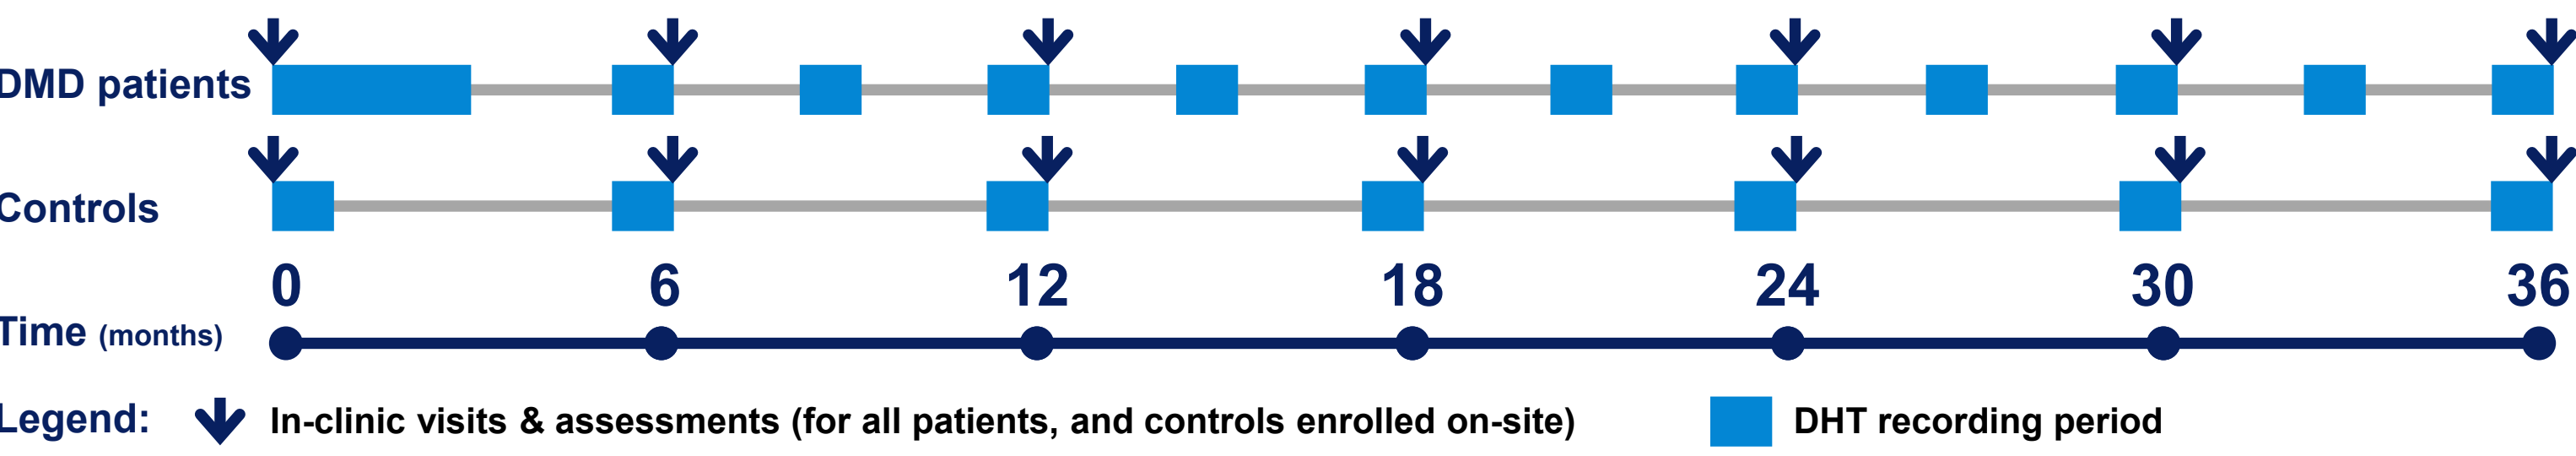 DMD patients
Controls
0 6 12 18 24 30 36
Time (months)
Legend: In-clinic visits & assessments (for all patients, and controls enrolled on-site) DHT recording period